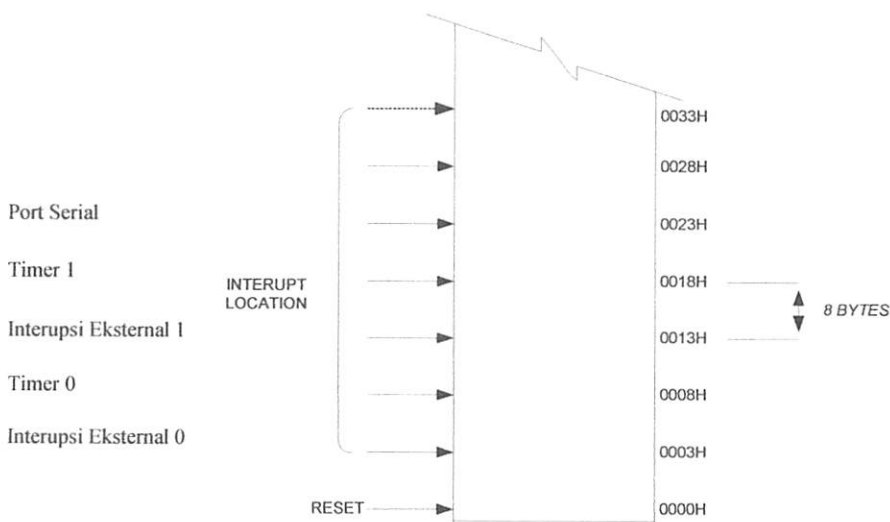 0033H
0028H
Port Serial
0023H
Timer 1
INTERUPT
LOCATION
0018H
8 BYTES
Interupsi Eksternal 1
0013H
Timer 0
0008H
Interupsi Eksternal 0
0003H
RESET
0000H